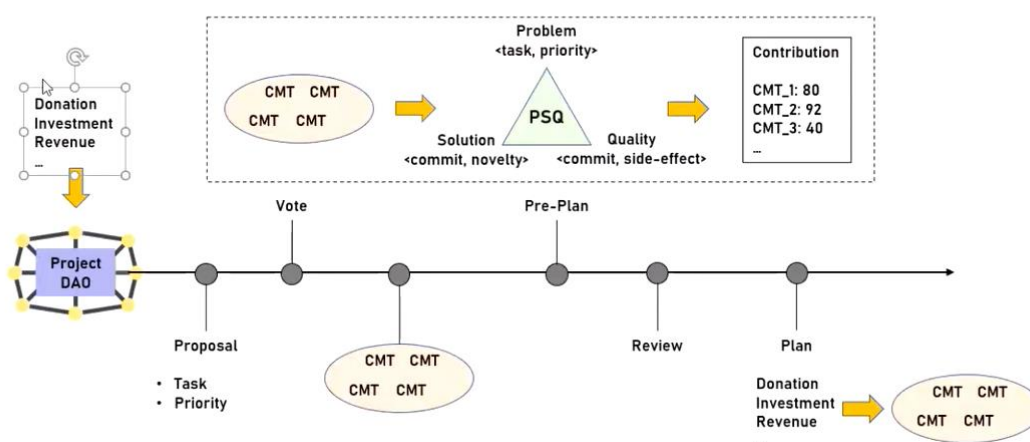 Problem
<task, priority>
CMT CMT
CMT CMT
PSQ
Solution
<commit, novelty>
Quality
<commit, side-effect>
Contribution
CMT_1: 80
CMT_2: 92
CMT_3: 40
…
Donation
Investment
Revenue
…
Project
DAO
Vote
Pre-Plan
Proposal
• Task
• Priority
CMT CMT
CMT CMT
Review
Plan
Donation
Investment
Revenue
CMT CMT
CMT CMT